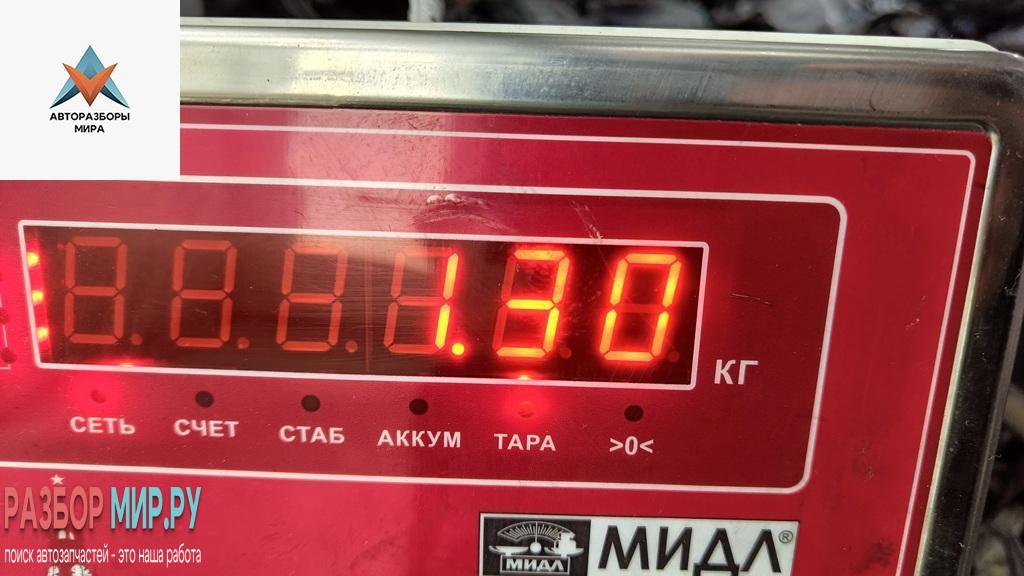 АВТОРАЗБОРЫ
МИРА
1.30
КГ
СЕТЬ СЧЕТ СТАБ АККУМ ТАРА >0<
РАЗБОР МИР.РУ
поиск автозапчастей - это наша работа
МИДЛ МИДЛ®